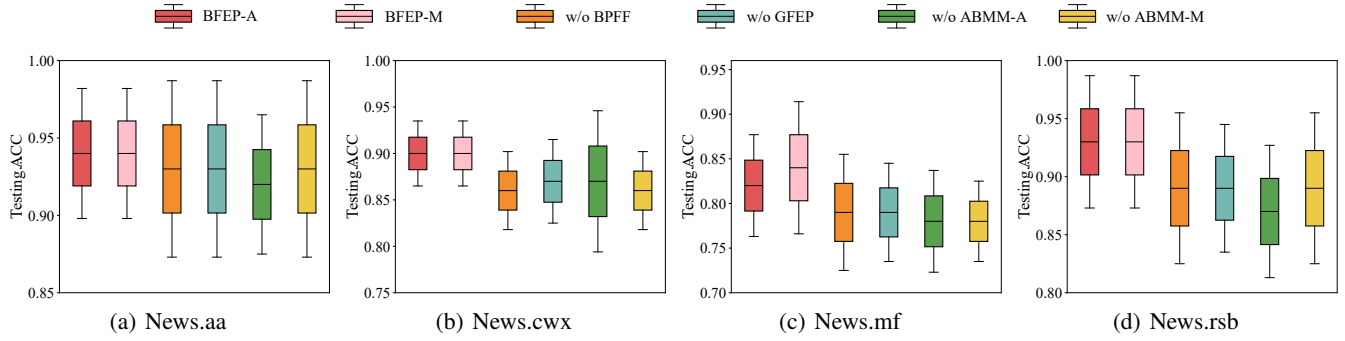 BFEP-A BFEP-M w/o BPFF w/o GFEP w/o ABMM-A w/o ABMM-M
Testing.ACC
1.00
0.95
0.90
0.85
(a) News.aa
Testing.ACC
1.00
0.95
0.90
0.85
0.80
0.75
(b) News.cwx
Testing.ACC
0.95
0.90
0.85
0.80
0.75
0.70
(c) News.mf
Testing.ACC
1.00
0.95
0.90
0.85
0.80
(d) News.rsb